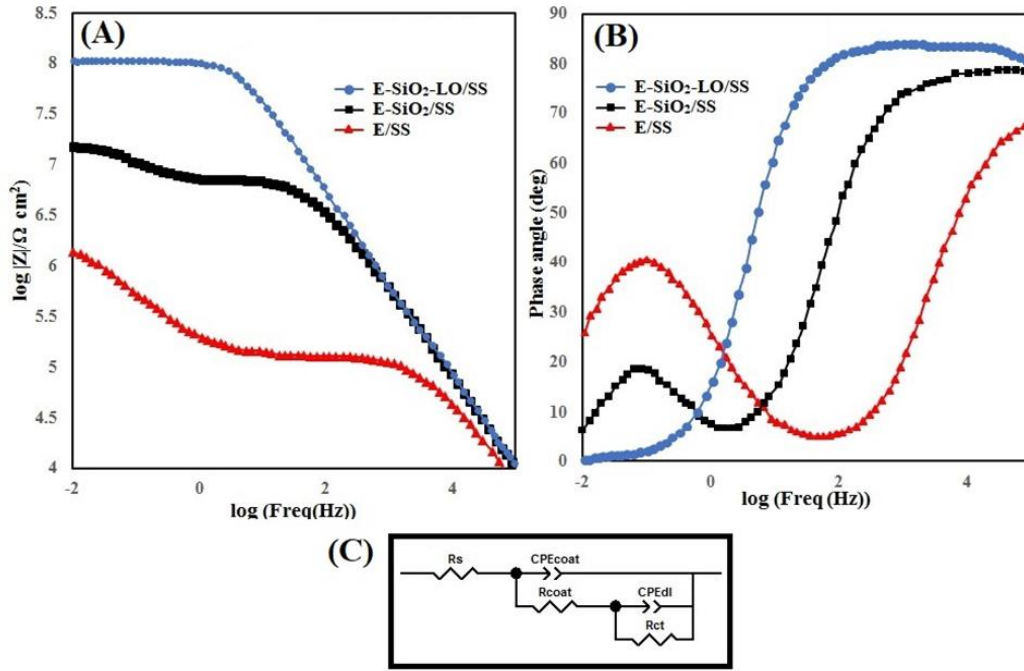 (A)
8.5
8
7.5
7
6.5
6
5.5
5
4.5
4
-2
0
2
4
log |Z|/Ω cm²
log (Freq(Hz))
E-SiO₂-LO/SS
E-SiO₂/SS
E/SS
(B)
90
80
70
60
50
40
30
20
10
0
-2
0
2
4
Phase angle (deg)
log (Freq (Hz)
E-SiO₂-LO/SS
E-SiO₂/SS
E/SS
(C)
Rs
CPEcoat
Rcoat
CPEdl
Rct